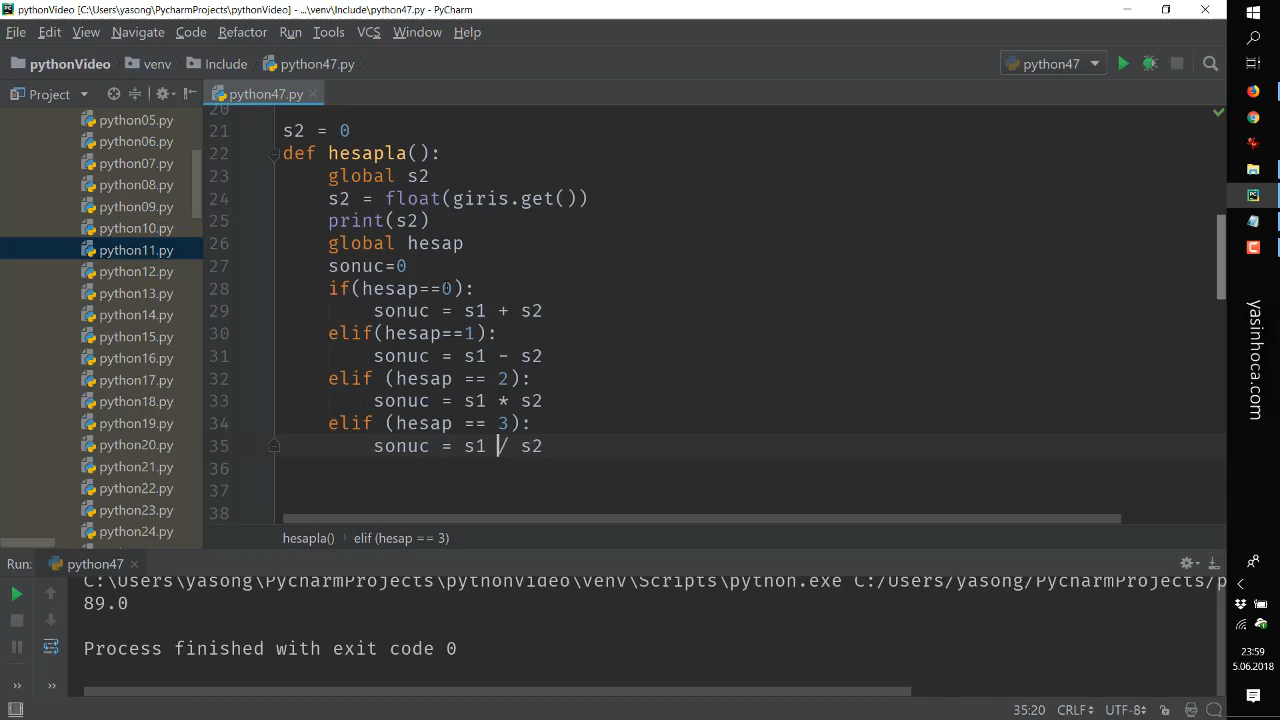 pythonVideo [C:\Users\yasong\PycharmProjects\pythonVideo] - ...\venv\Include\python47.py - PyCharm
File Edit View Navigate Code Refactor Run Tools VCS Window Help
pythonVideo venv Include python47.py python47
Project
python47.py
python05.py
python06.py
python07.py
python08.py
python09.py
python10.py
python11.py
python12.py
python13.py
python14.py
python15.py
python16.py
python17.py
python18.py
python19.py
python20.py
python21.py
python22.py
python23.py
python24.py
20
21 s2 = 0
22 def hesapla():
23 global s2
24 s2 = float(giris.get())
25 print(s2)
26 global hesap
27 sonuc=0
28 if(hesap==0):
29 sonuc = s1 + s2
30 elif(hesap==1):
31 sonuc = s1 - s2
32 elif (hesap == 2):
33 sonuc = s1 * s2
34 elif (hesap == 3):
35 sonuc = s1 / s2
36
37
38
hesapla() elif (hesap == 3)
Run: python47
C:\Users\yasong\PycharmProjects\pythonVideo\venv\Scripts\python.exe C:/Users/yasong/PycharmProjects/p
89.0
Process finished with exit code 0
35:20 CRLF UTF-8
yasinhoca.com
23:59
5.06.2018